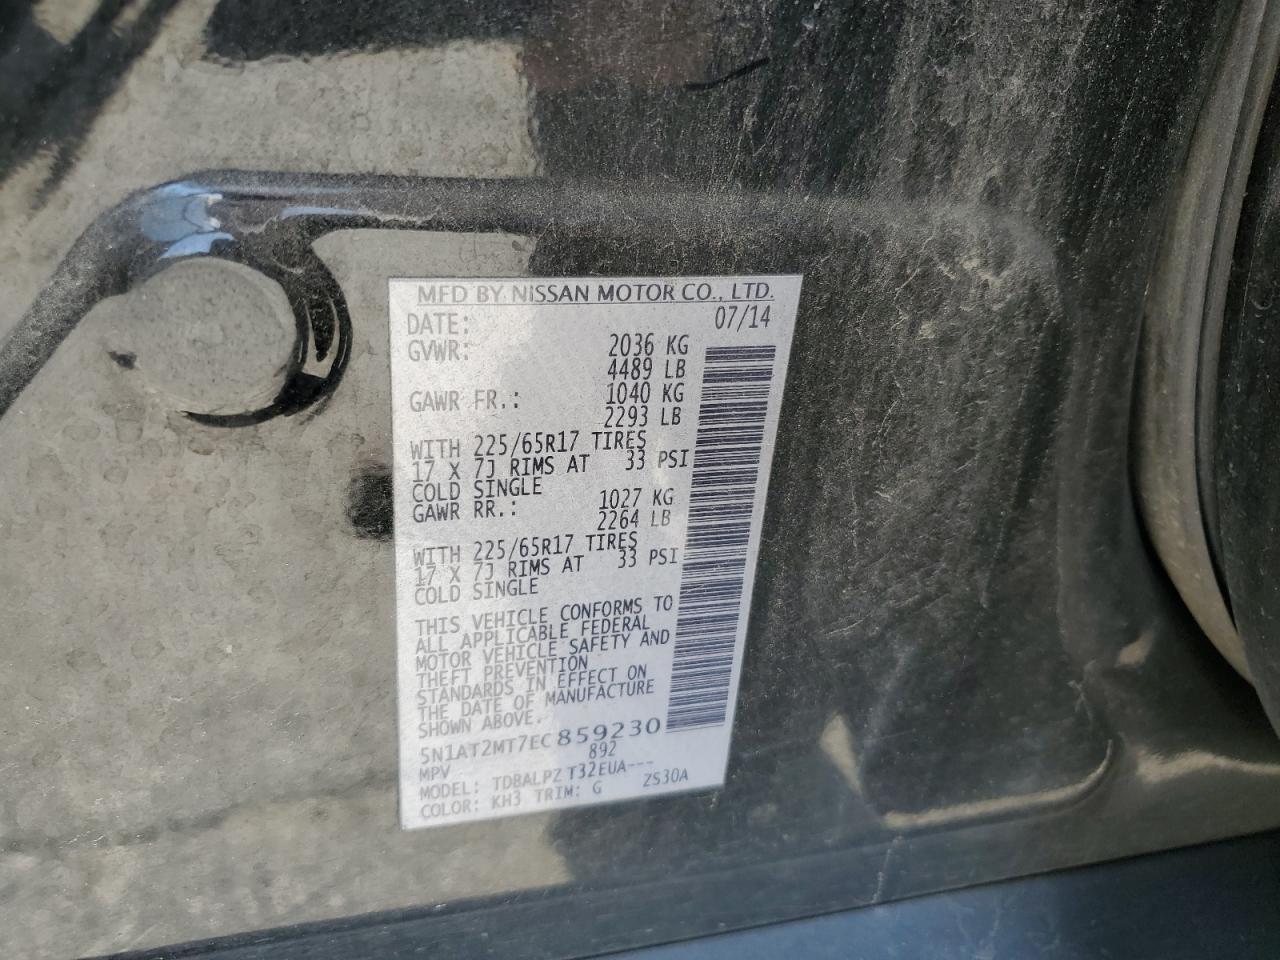 MFD BY NISSAN MOTOR CO., LTD.
DATE: 07/14
GVWR: 2036 KG
4489 LB
GAWR FR.: 1040 KG
2293 LB
WITH 225/65R17 TIRES
17 X 7J RIMS AT 33 PSI
COLD SINGLE
GAWR RR.: 1027 KG
2264 LB
WITH 225/65R17 TIRES
17 X 7J RIMS AT 33 PSI
COLD SINGLE
THIS VEHICLE CONFORMS TO
ALL APPLICABLE FEDERAL
MOTOR VEHICLE SAFETY AND
THEFT PREVENTION
STANDARDS IN EFFECT ON
THE DATE OF MANUFACTURE
SHOWN ABOVE.
5N1AT2MT7EC859230
MPV 892
MODEL: TDBALPZ T32EUA---
COLOR: KH3 TRIM: G ZS30A